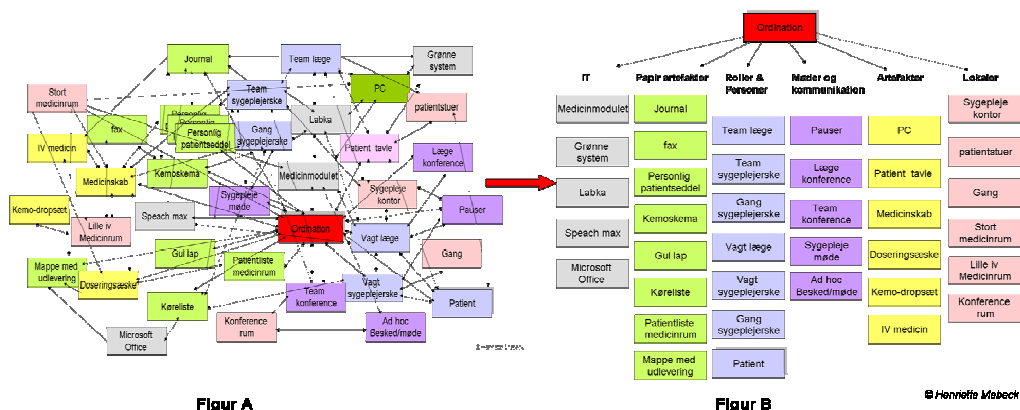 Journal
Team læge
Grønne
system
Stort
medicinrum
Team
sygeplejerske
PC
patientstuer
fax
Personlig
patientseddel
Gang
sygeplejerske
Labka
IV medicin
Patient tavle
Læge
konference
Medicinskab
Kemoskema
Medicinmodulet
Sygepleje
møde
Sygepleje
kontor
Kemo-dropsæt
Lille iv
Medicinrum
Speach max
Ordination
Pauser
Vagt læge
Gul lap
Gang
Mappe med
udlevering
Doseringsæske
Patientliste
medicinrum
Vagt
sygeplejerske
Køreliste
Team
konference
Patient
Microsoft
Office
Konference
rum
Ad hoc
Besked/møde
Figur A
Ordination
IT
Papir artefakter
Roller &
Personer
Møder og
kommunikation
Artefakter
Lokaler
Medicinmodulet
Grønne
system
Labka
Speach max
Microsoft
Office
Journal
fax
Personlig
patientseddel
Kemoskema
Gul lap
Køreliste
Patientliste
medicinrum
Mappe med
udlevering
Team læge
Team
sygeplejerske
Gang
sygeplejerske
Vagt læge
Vagt
sygeplejerske
Gang
sygeplejerske
Patient
Pauser
Læge
konference
Team
konference
Sygepleje
møde
Ad hoc
Besked/møde
PC
Patient tavle
Medicinskab
Doseringsæske
Kemo-dropsæt
IV medicin
Sygepleje
kontor
patientstuer
Gang
Stort
medicinrum
Lille iv
Medicinrum
Konference
rum
Figur B
© Henriette Mabeck